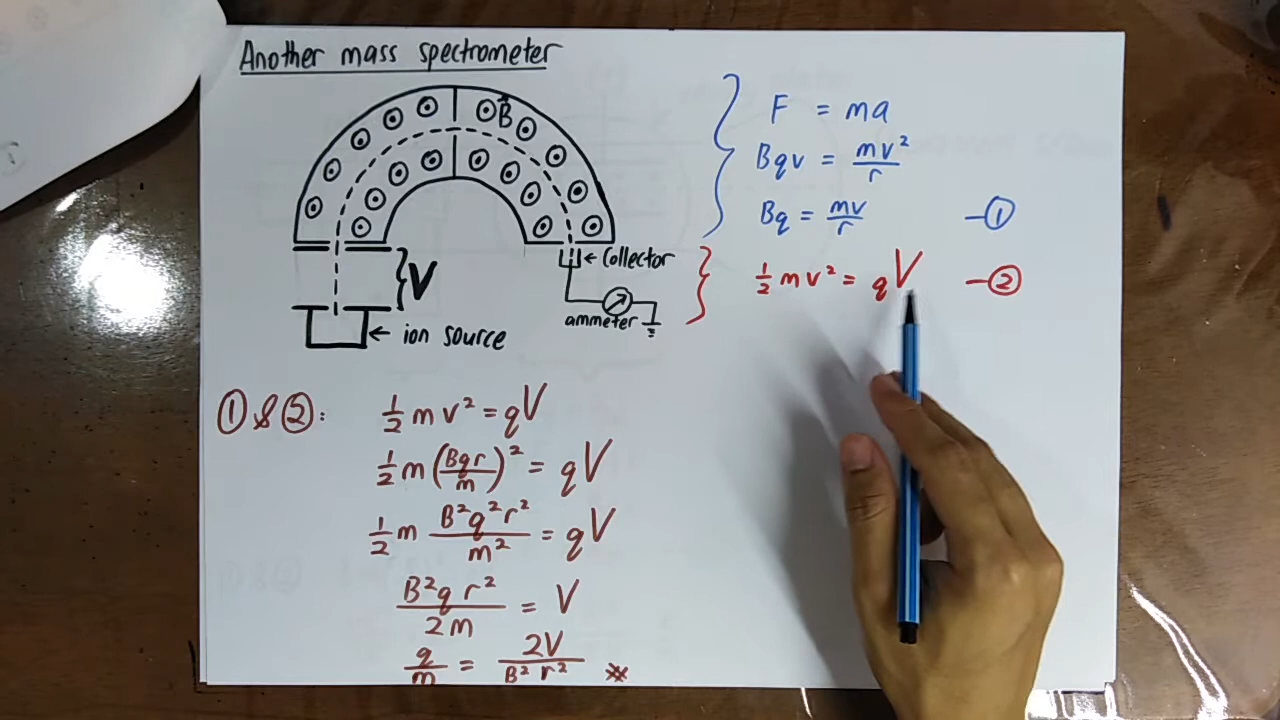 Another mass spectrometer
B
V
← Collector
ammeter
← ion source
F = ma
Bqv = mv²/r
Bq = mv/r —①
½mv² = qV —②
① & ②:
½mv² = qV
½m(Bqr/m)² = qV
½m B²q²r²/m² = qV
B²qr²/2m = V
q/m = 2V/B²r² ※